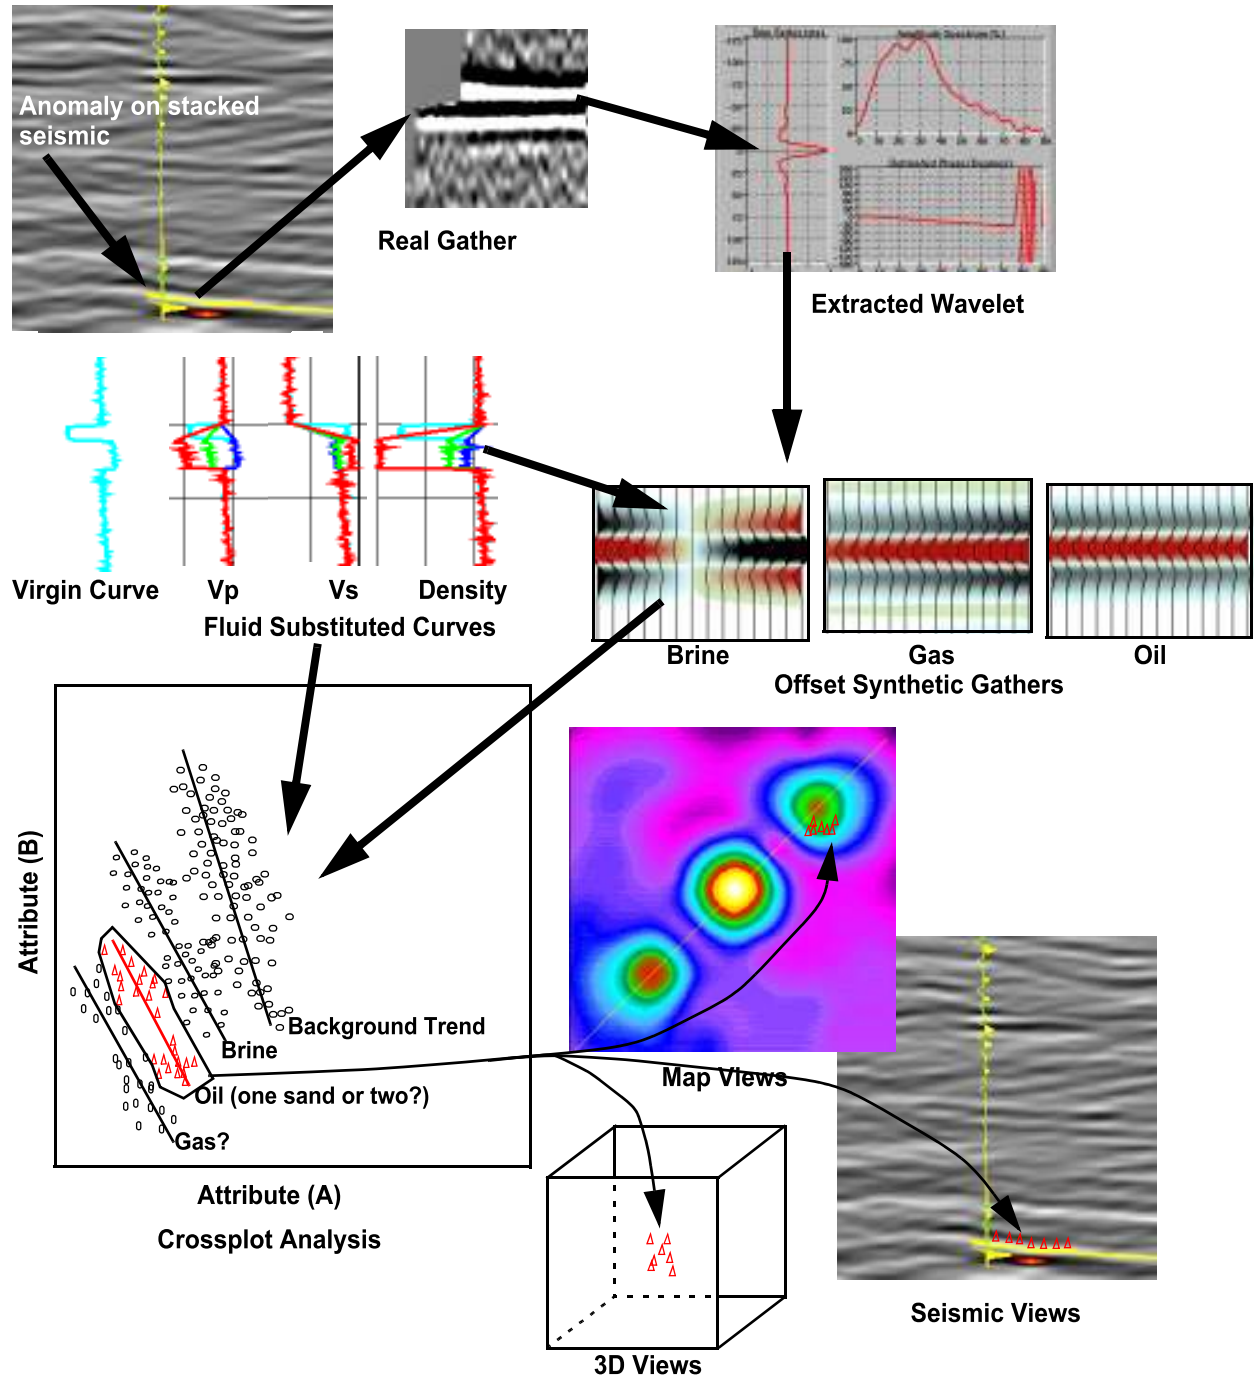 Anomaly on stacked
seismic
Real Gather
Amplitude Spectrum (%)
Extracted Wavelet
Virgin Curve
Vp
Vs
Density
Fluid Substituted Curves
Brine
Gas
Oil
Offset Synthetic Gathers
Attribute (B)
Background Trend
Brine
Oil (one sand or two?)
Gas?
Attribute (A)
Crossplot Analysis
Map Views
3D Views
Seismic Views